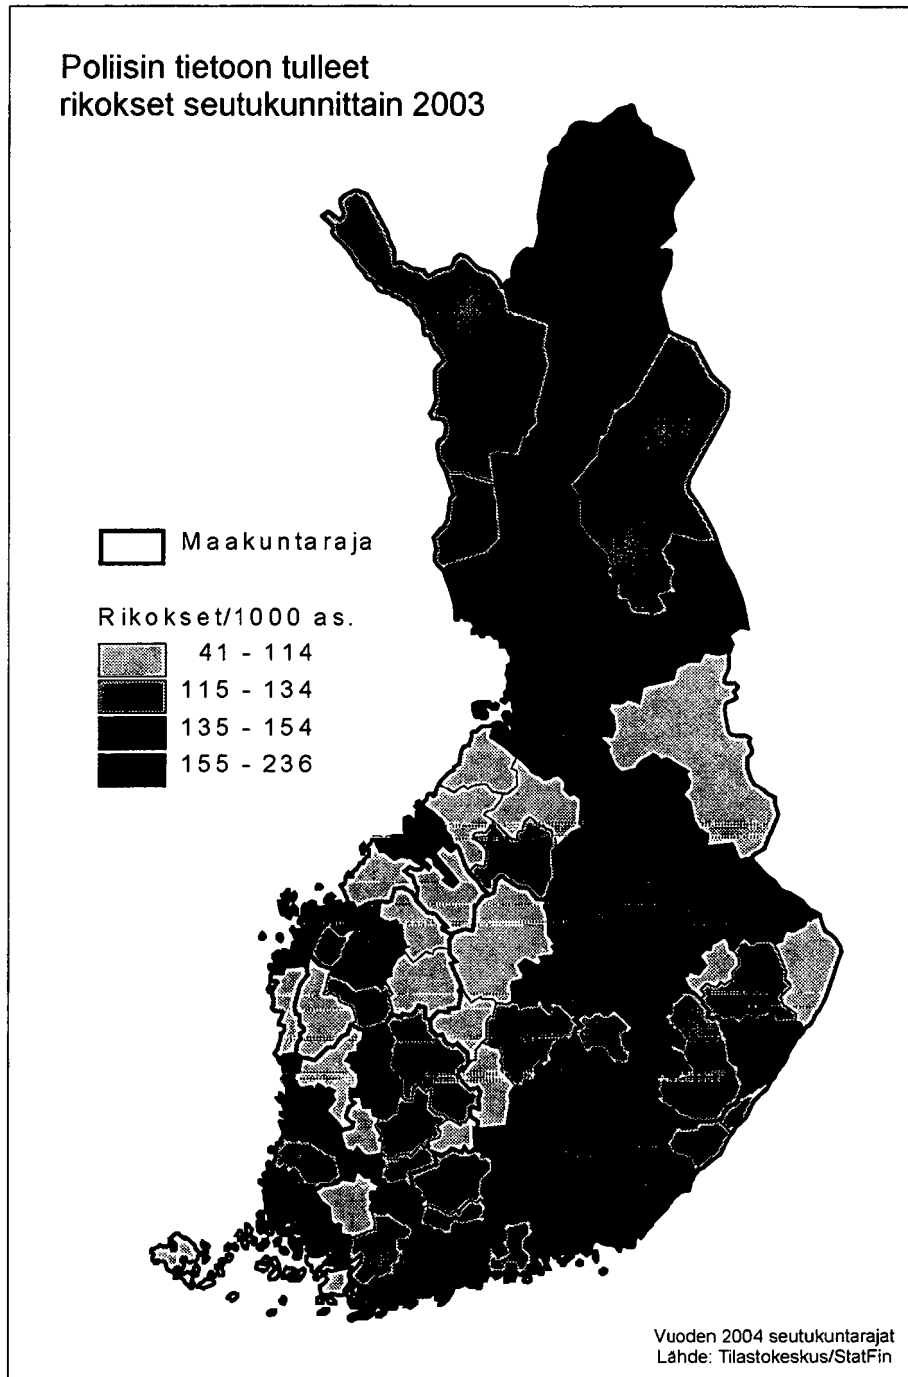 Poliisin tietoon tulleet
rikokset seutukunnittain 2003
Maakuntaraja
Rikokset/1000 as.
41 - 114
115 - 134
135 - 154
155 - 236
Vuoden 2004 seutukuntarajat
Lähde: Tilastokeskus/StatFin